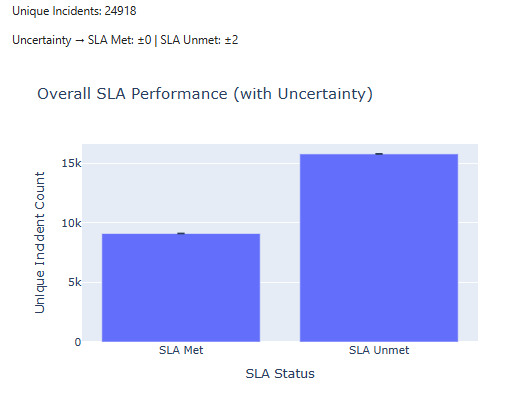 Unique Incidents: 24918
Uncertainty → SLA Met: ±0 | SLA Unmet: ±2
Overall SLA Performance (with Uncertainty)
Unique Incident Count
15k
10k
5k
0
SLA Met
SLA Unmet
SLA Status